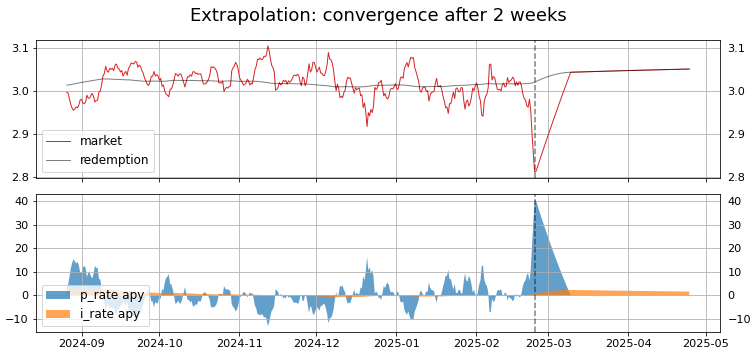 Extrapolation: convergence after 2 weeks
3.1 3.1
3.0 3.0
2.9 2.9
2.8 2.8
market
redemption
40 40
30 30
20 20
10 10
0 0
−10 −10
p_rate apy
i_rate apy
2024-09 2024-10 2024-11 2024-12 2025-01 2025-02 2025-03 2025-04 2025-05